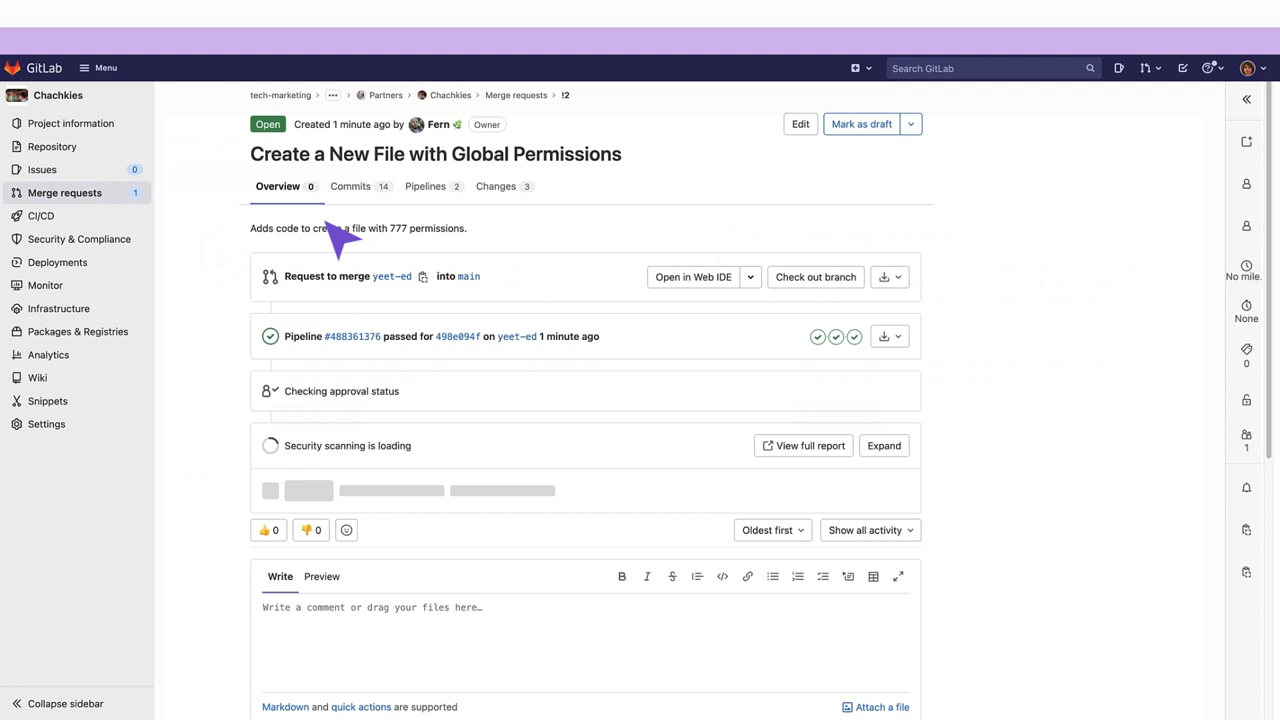 GitLab Menu Search GitLab
Chachkies
Project information
Repository
Issues 0
Merge requests 1
CI/CD
Security & Compliance
Deployments
Monitor
Infrastructure
Packages & Registries
Analytics
Wiki
Snippets
Settings
Collapse sidebar
tech-marketing › ... › Partners › Chachkies › Merge requests › !2
Open Created 1 minute ago by Fern Owner Edit Mark as draft
Create a New File with Global Permissions
Overview 0 Commits 14 Pipelines 2 Changes 3
Adds code to create a file with 777 permissions.
Request to merge yeet-ed into main Open in Web IDE Check out branch
Pipeline #488361376 passed for 498e094f on yeet-ed 1 minute ago
Checking approval status
Security scanning is loading View full report Expand
0 0 Oldest first Show all activity
Write Preview
Write a comment or drag your files here…
Markdown and quick actions are supported Attach a file
No mile.
None
0
1